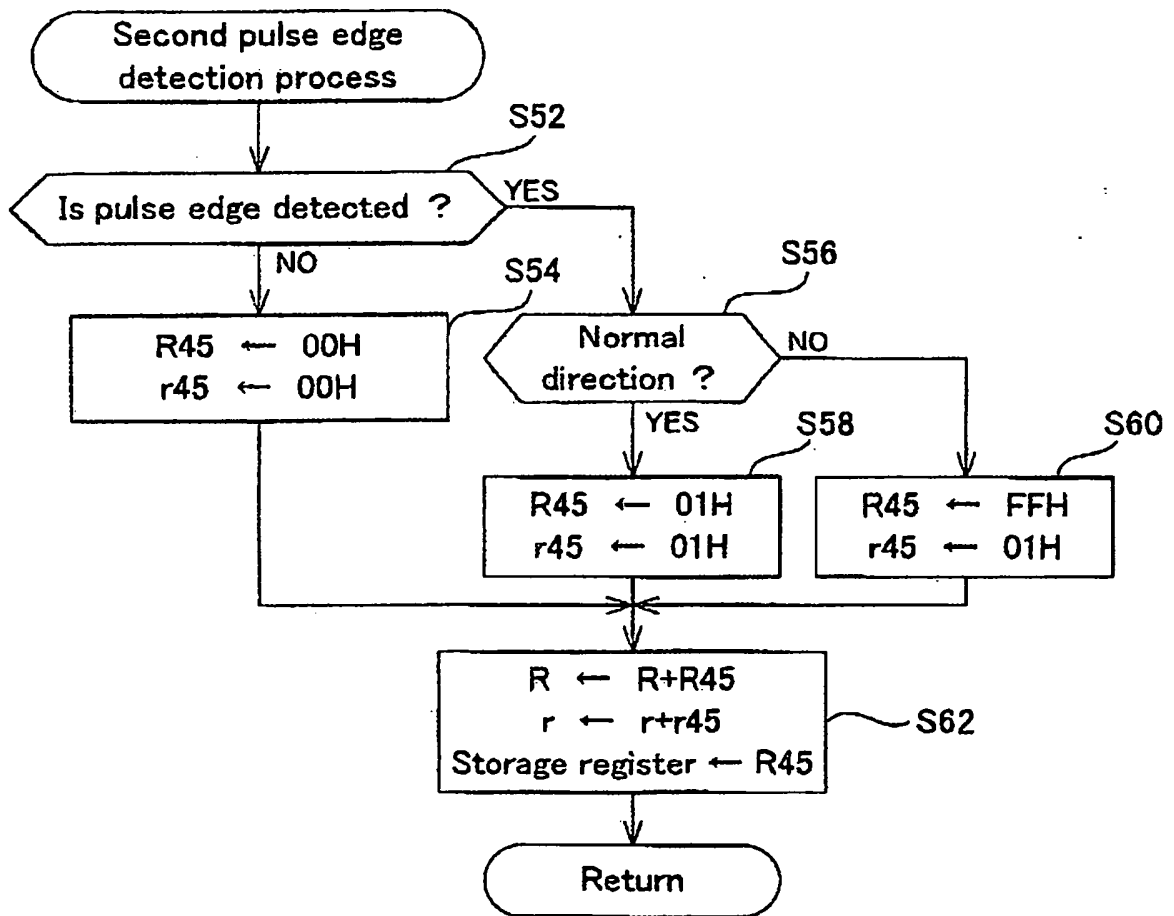 Second pulse edge
detection process
S52
Is pulse edge detected ?
YES
NO
S54
R45 ← 00H
r45 ← 00H
S56
Normal
direction ?
NO
YES
S58
R45 ← 01H
r45 ← 01H
S60
R45 ← FFH
r45 ← 01H
R ← R+R45
r ← r+r45
Storage register ← R45
S62
Return